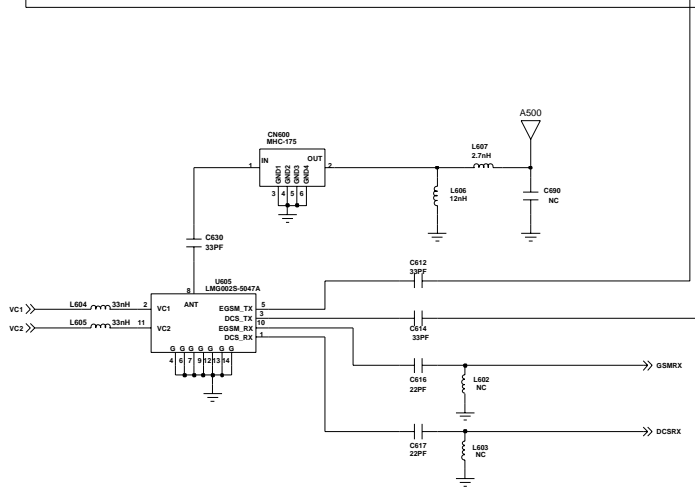 A500
CN600
MHC-175
IN
OUT
1
2
GND1
GND2
GND3
GND4
3 4 5 6
L607
2.7nH
L606
12nH
C690
NC
C630
33PF
U605
LMG002S-5047A
8
ANT
VC1
L604
33nH
2
VC1
VC2
L605
33nH
11
VC2
EGSM_TX
5
DCS_TX
3
EGSM_RX
10
DCS_RX
1
G G G G G G G
4 6 7 9 12 13 14
C612
33PF
C614
33PF
C616
22PF
L602
NC
GSMRX
C617
22PF
L603
NC
DCSRX